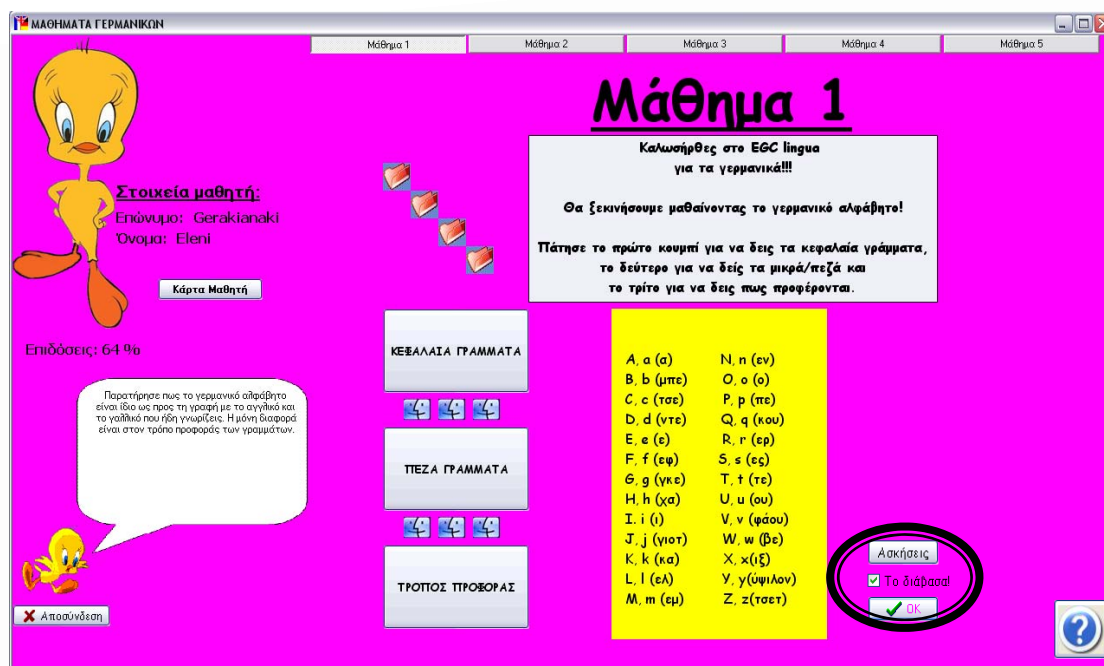 ΜΑΘΗΜΑΤΑ ΓΕΡΜΑΝΙΚΩΝ
Μάθημα 1 Μάθημα 2 Μάθημα 3 Μάθημα 4 Μάθημα 5
Μάθημα 1
Καλωσήρθες στο EGC lingua
για τα γερμανικά!!!
Θα ξεκινήσουμε μαθαίνοντας το γερμανικό αλφάβητο!
Πάτησε το πρώτο κουμπί για να δεις τα κεφαλαία γράμματα,
το δεύτερο για να δείς τα μικρά/πεζά και
το τρίτο για να δεις πως προφέρονται.
Στοιχεία μαθητή:
Επώνυμο: Gerakianaki
Όνομα: Eleni
Κάρτα Μαθητή
Επιδόσεις: 64 %
Παρατήρησε πως το γερμανικό αλφάβητο
είναι ίδιο ως προς τη γραφή με το αγγλικό και
το γαλλικό που ήδη γνωρίζεις. Η μόνη διαφορά
είναι στον τρόπο προφοράς των γραμμάτων.
Αποσύνδεση
ΚΕΦΑΛΑΙΑ ΓΡΑΜΜΑΤΑ
ΠΕΖΑ ΓΡΑΜΜΑΤΑ
ΤΡΟΠΟΣ ΠΡΟΦΟΡΑΣ
A, a (α) N, n (εν)
B, b (μπε) O, o (ο)
C, c (τσε) P, p (πε)
D, d (ντε) Q, q (κου)
E, e (ε) R, r (ερ)
F, f (εφ) S, s (ες)
G, g (γκε) T, t (τε)
H, h (χα) U, u (ου)
I. i (ι) V, v (φάου)
J, j (γιοτ) W, w (βε)
K, k (κα) X, x(ιξ)
L, l (ελ) Y, y(ύψιλον)
M, m (εμ) Z, z(τσετ)
Ασκήσεις
Το διάβασα!
OK